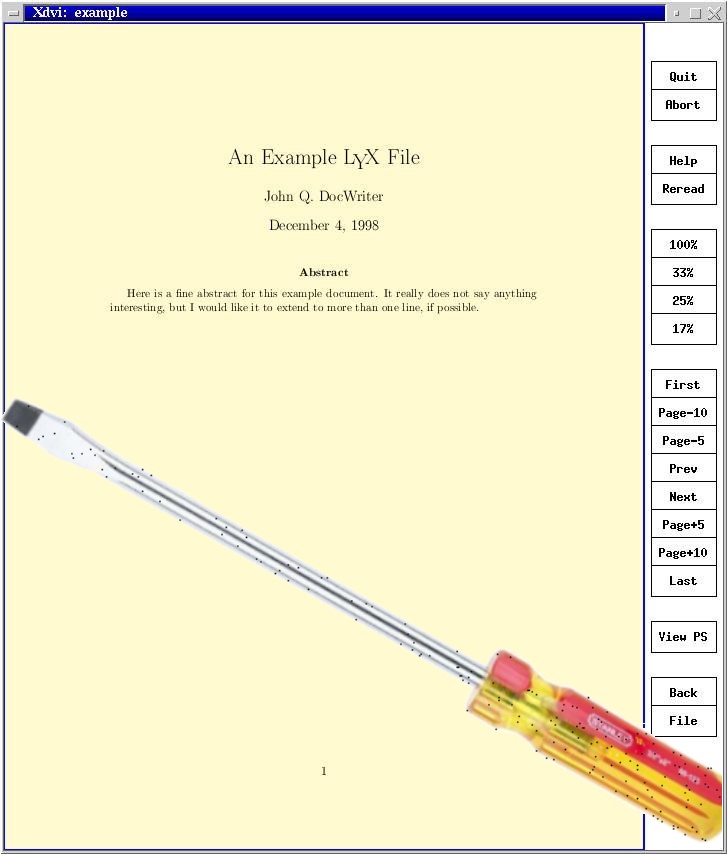 Xdvi: example
An Example LyX File
John Q. DocWriter
December 4, 1998
Abstract
Here is a fine abstract for this example document. It really does not say anything
interesting, but I would like it to extend to more than one line, if possible.
1
Quit
Abort
Help
Reread
100%
33%
25%
17%
First
Page-10
Page-5
Prev
Next
Page+5
Page+10
Last
View PS
Back
File
STANLEY